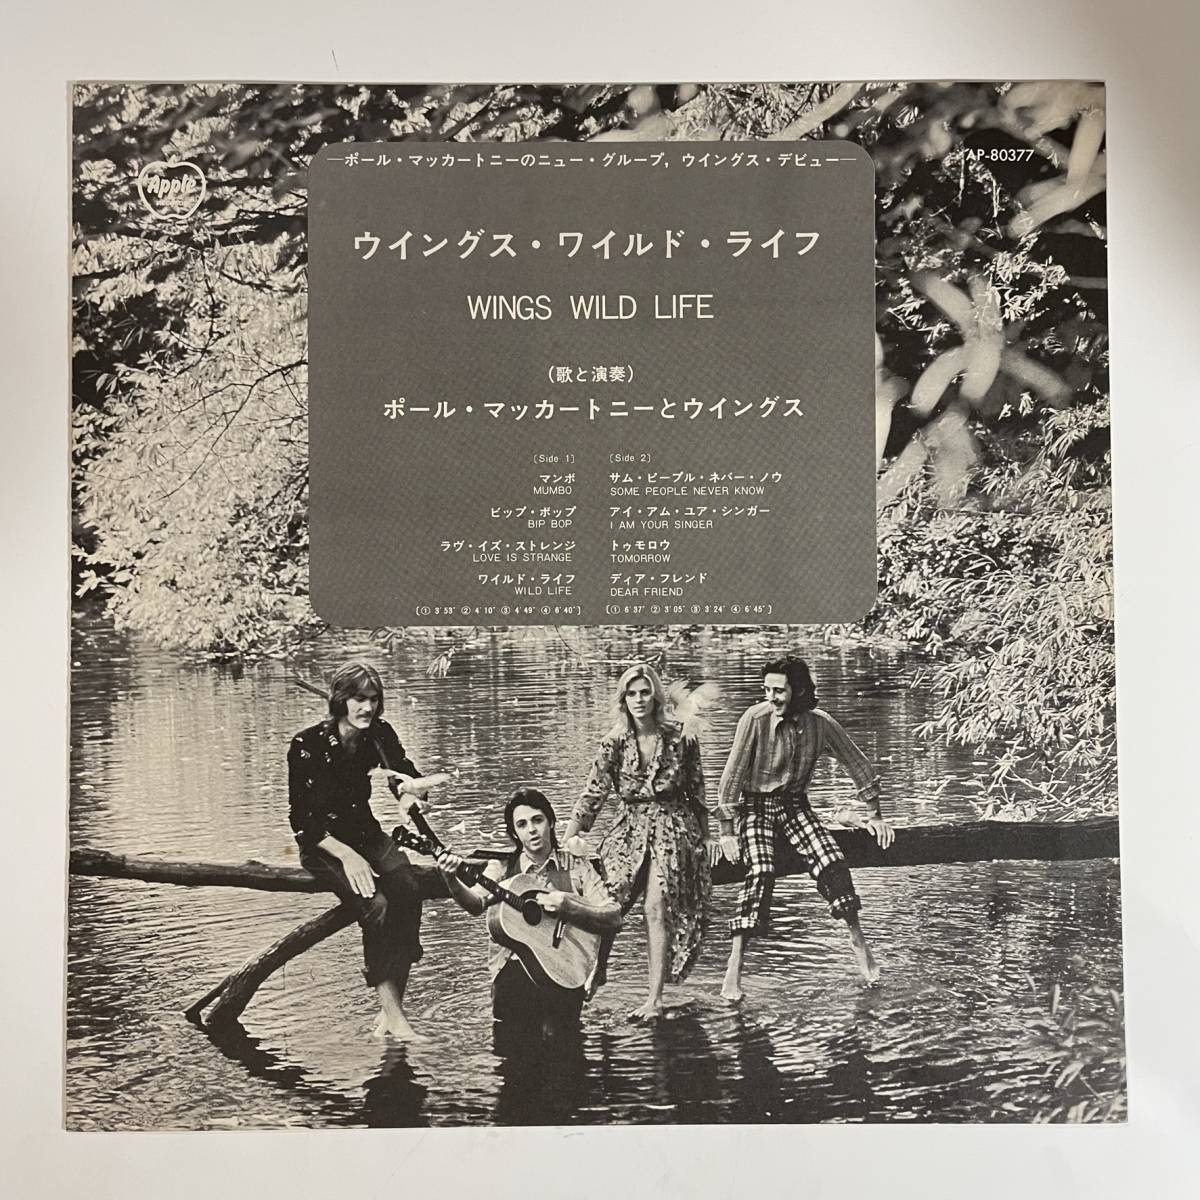 Apple
AP-80377
—ポール・マッカートニーのニュー・グループ，ウイングス・デビュー—
ウイングス・ワイルド・ライフ
WINGS WILD LIFE
（歌と演奏）
ポール・マッカートニーとウイングス
〔Side 1〕
マンボ
MUMBO
ビップ・ボップ
BIP BOP
ラヴ・イズ・ストレンジ
LOVE IS STRANGE
ワイルド・ライフ
WILD LIFE
〔① 3′53″ ② 4′10″ ③ 4′49″ ④ 6′40″〕
〔Side 2〕
サム・ピープル・ネバー・ノウ
SOME PEOPLE NEVER KNOW
アイ・アム・ユア・シンガー
I AM YOUR SINGER
トゥモロウ
TOMORROW
ディア・フレンド
DEAR FRIEND
〔① 6′37″ ② 3′05″ ③ 3′24″ ④ 6′45″〕